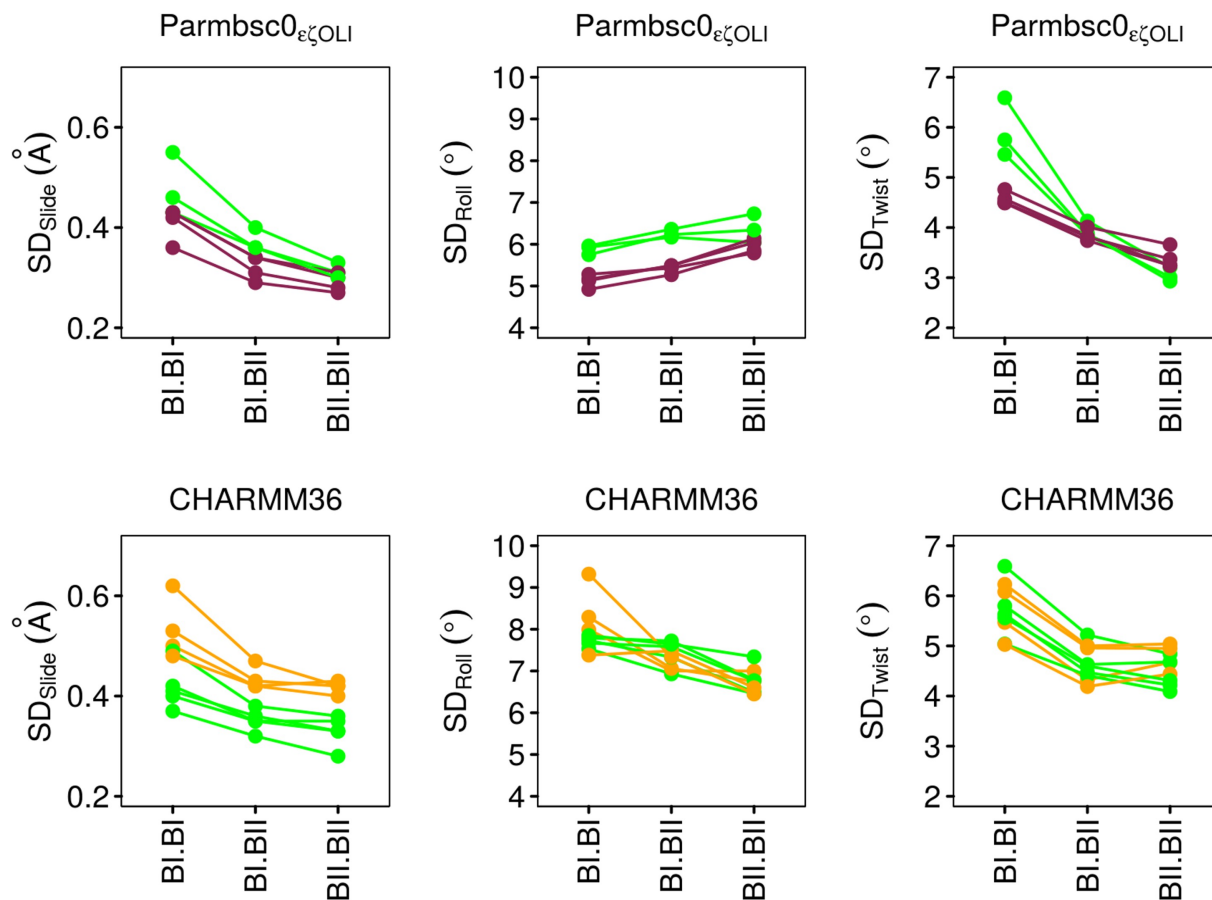 Parmbsc0εζOLI
SDSlide (Å)
0.6
0.4
0.2
BI.BI
BI.BII
BII.BII
Parmbsc0εζOLI
SDRoll (°)
10
9
8
7
6
5
4
BI.BI
BI.BII
BII.BII
Parmbsc0εζOLI
SDTwist (°)
7
6
5
4
3
2
BI.BI
BI.BII
BII.BII
CHARMM36
SDSlide (Å)
0.6
0.4
0.2
BI.BI
BI.BII
BII.BII
CHARMM36
SDRoll (°)
10
9
8
7
6
5
4
BI.BI
BI.BII
BII.BII
CHARMM36
SDTwist (°)
7
6
5
4
3
2
BI.BI
BI.BII
BII.BII